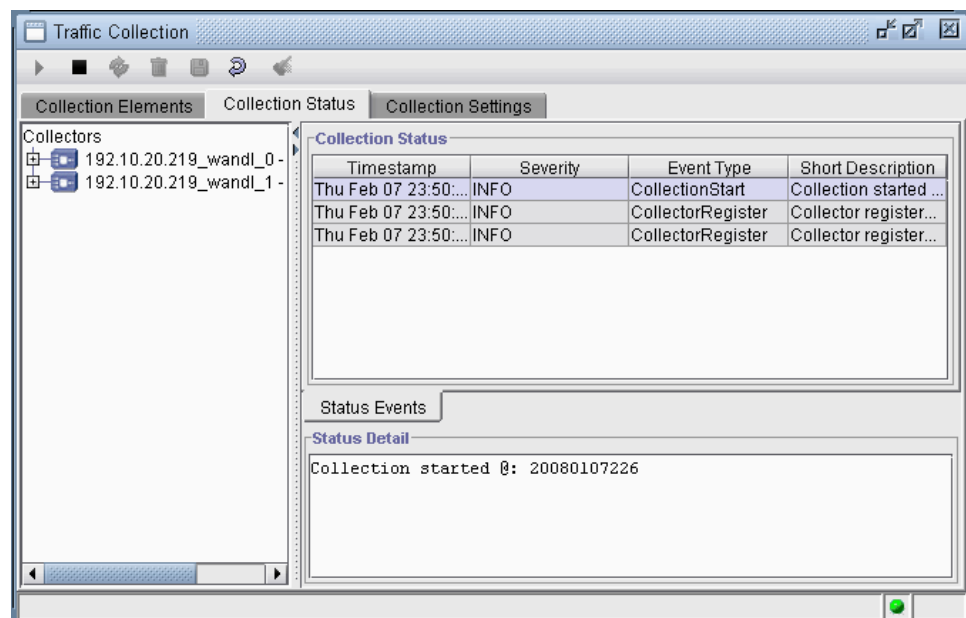 Traffic Collection
Collection Elements Collection Status Collection Settings
Collectors
192.10.20.219_wandl_0 -
192.10.20.219_wandl_1 -
Collection Status
Timestamp Severity Event Type Short Description
Thu Feb 07 23:50:... INFO CollectionStart Collection started ...
Thu Feb 07 23:50:... INFO CollectorRegister Collector register...
Thu Feb 07 23:50:... INFO CollectorRegister Collector register...
Status Events
Status Detail
Collection started @: 20080107226